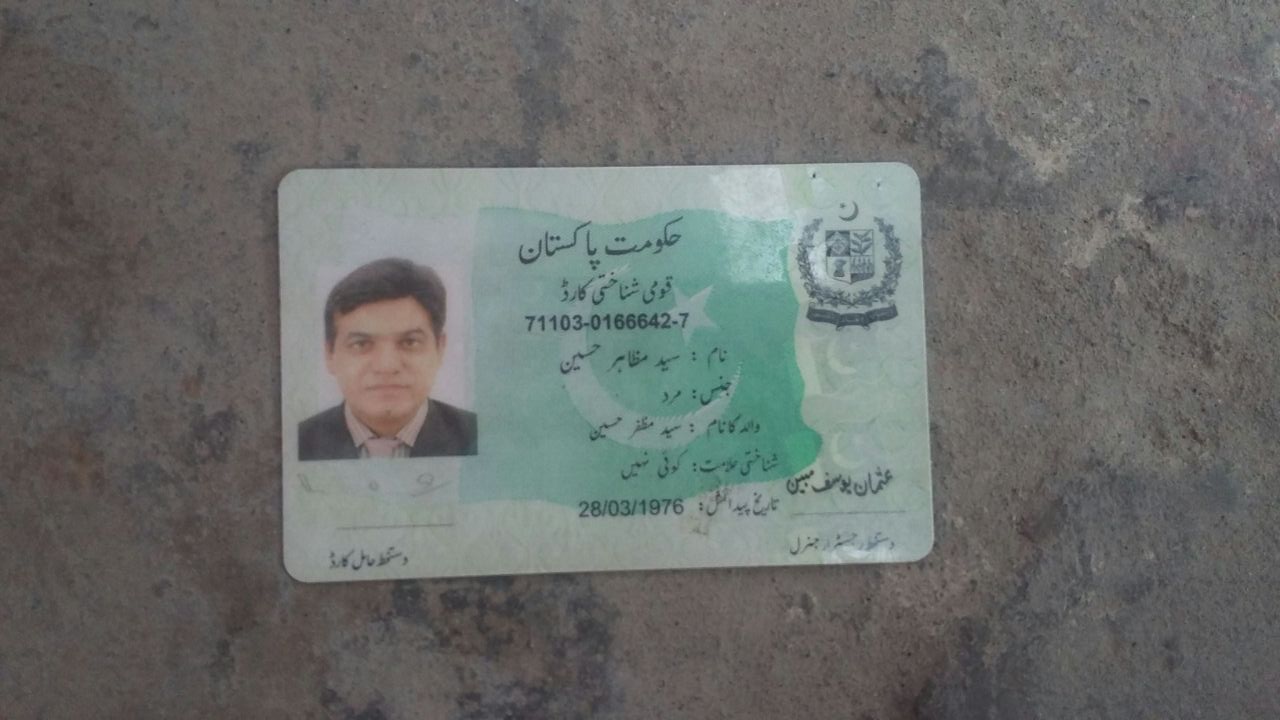 حکومت پاکستان
قومی شناختی کارڈ
71103-0166642-7
نام : سید مظاہر حسین
جنس: مرد
والد کا نام : سید مظفر حسین
شناختی علامت: کوئی نہیں
تاریخ پیدائش: 28/03/1976
عثمان یوسف مبین
دستخط رجسٹرار جنرل
دستخط حامل کارڈ